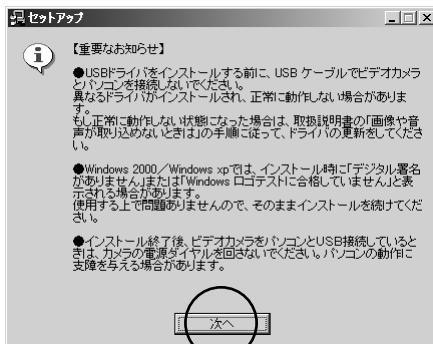 セットアップ
【重要なお知らせ】
●USBドライバをインストールする前に、USB ケーブルでビデオカメラ
とパソコンを接続しないでください。
異なるドライバがインストールされ、正常に動作しない場合がありま
す。
もし正常に動作しない状態になった場合は、取扱説明書の「画像や音
声が取り込めないときは」の手順に従って、ドライバの更新をしてくださ
い。
●Windows 2000／Windows xpでは、インストール時に「デジタル署名
がありません」または「Windows ロゴテストに合格していません」と表
示される場合があります。
使用する上で問題ありませんので、そのままインストールを続けてくだ
さい。
●インストール終了後、ビデオカメラをパソコンとUSB接続していると
きは、カメラの電源ダイヤルを回さないでください。パソコンの動作に
支障を与える場合があります。
次へ